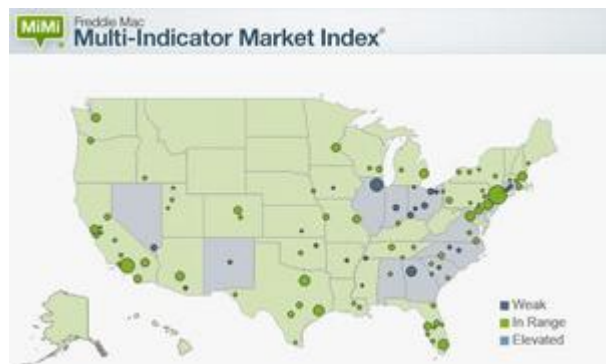 MiMi
Freddie Mac
Multi-Indicator Market Index®
Weak
In Range
Elevated